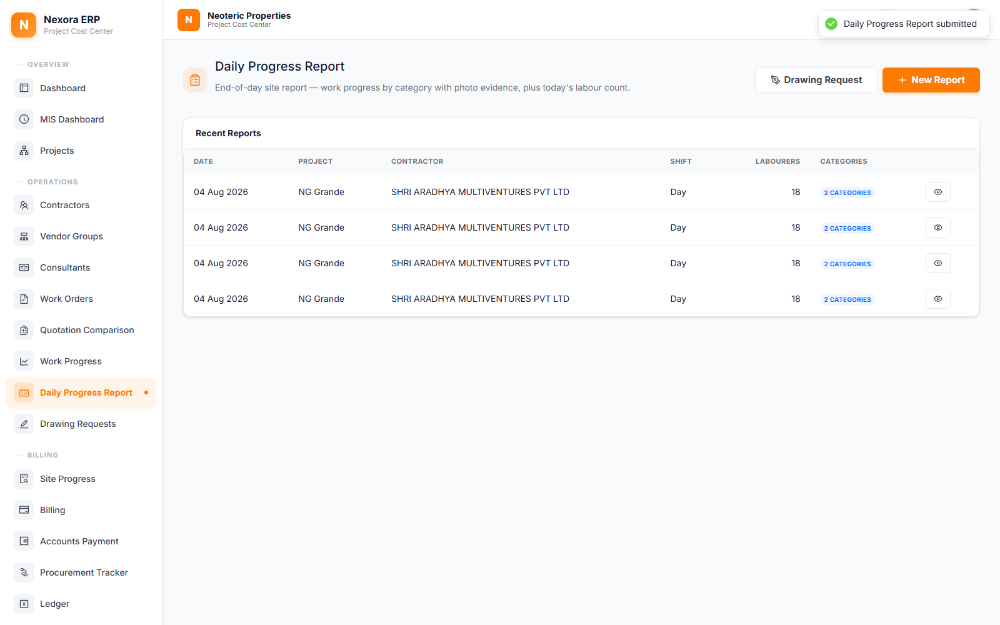 N
Nexora ERP
Project Cost Center
OVERVIEW
Dashboard
MIS Dashboard
Projects
OPERATIONS
Contractors
Vendor Groups
Consultants
Work Orders
Quotation Comparison
Work Progress
Daily Progress Report
Drawing Requests
BILLING
Site Progress
Billing
Accounts Payment
Procurement Tracker
Ledger
N
Neoteric Properties
Project Cost Center
Daily Progress Report submitted
Daily Progress Report
End-of-day site report — work progress by category with photo evidence, plus today's labour count.
Drawing Request
+ New Report
Recent Reports
DATE PROJECT CONTRACTOR SHIFT LABOURERS CATEGORIES
04 Aug 2026 NG Grande SHRI ARADHYA MULTIVENTURES PVT LTD Day 18 2 CATEGORIES
04 Aug 2026 NG Grande SHRI ARADHYA MULTIVENTURES PVT LTD Day 18 2 CATEGORIES
04 Aug 2026 NG Grande SHRI ARADHYA MULTIVENTURES PVT LTD Day 18 2 CATEGORIES
04 Aug 2026 NG Grande SHRI ARADHYA MULTIVENTURES PVT LTD Day 18 2 CATEGORIES